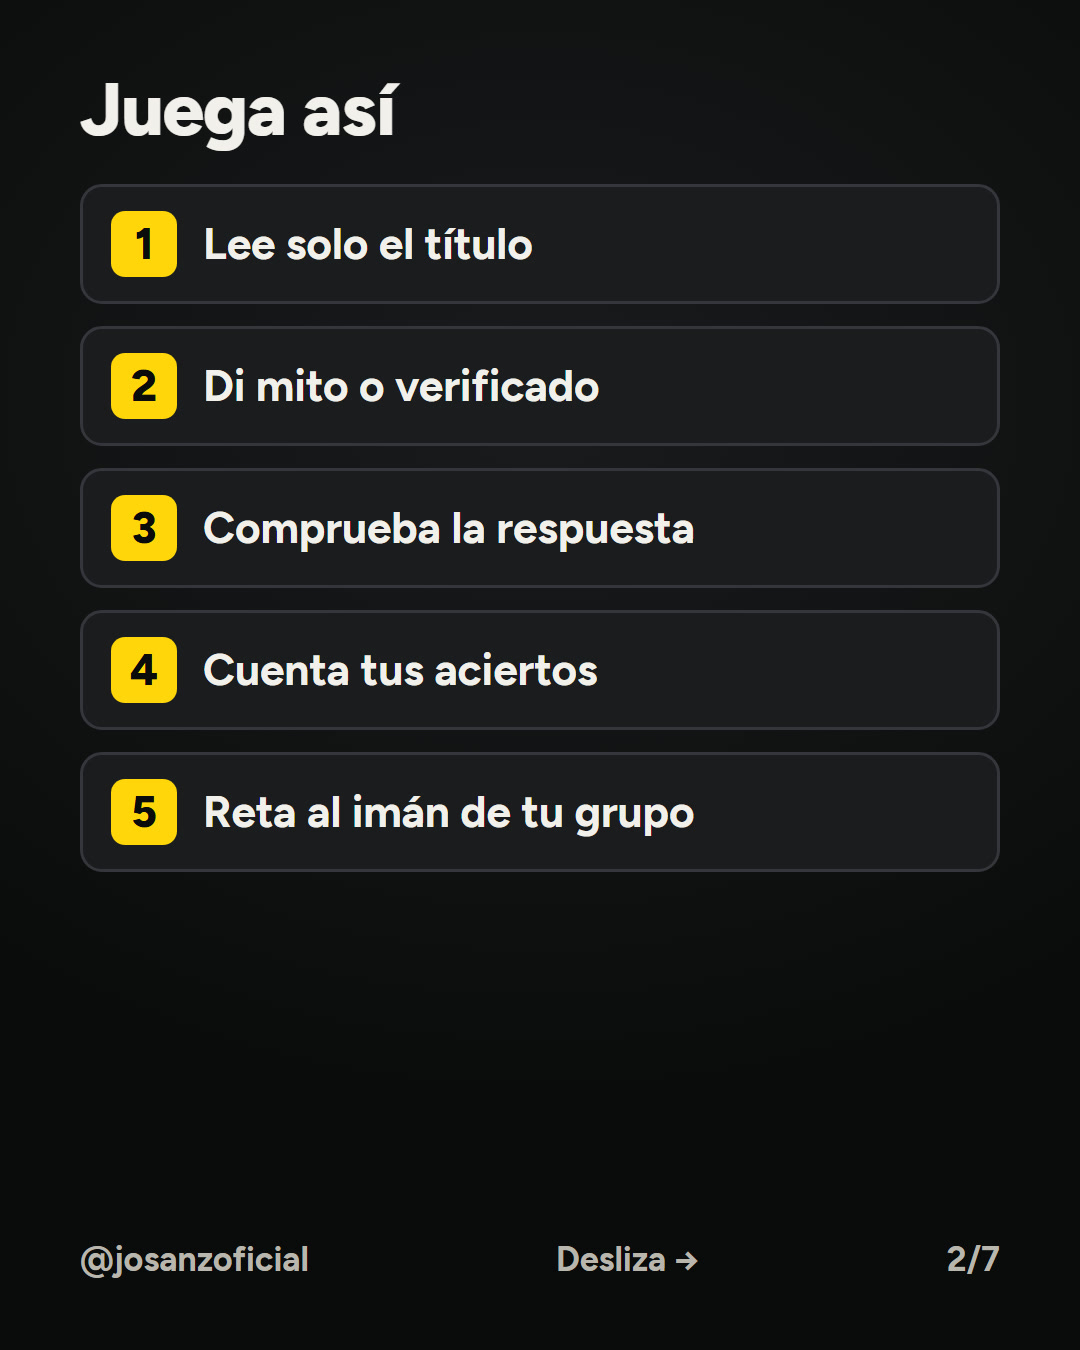 Juega así
1 Lee solo el título
2 Di mito o verificado
3 Comprueba la respuesta
4 Cuenta tus aciertos
5 Reta al imán de tu grupo
@josanzoficial Desliza → 2/7